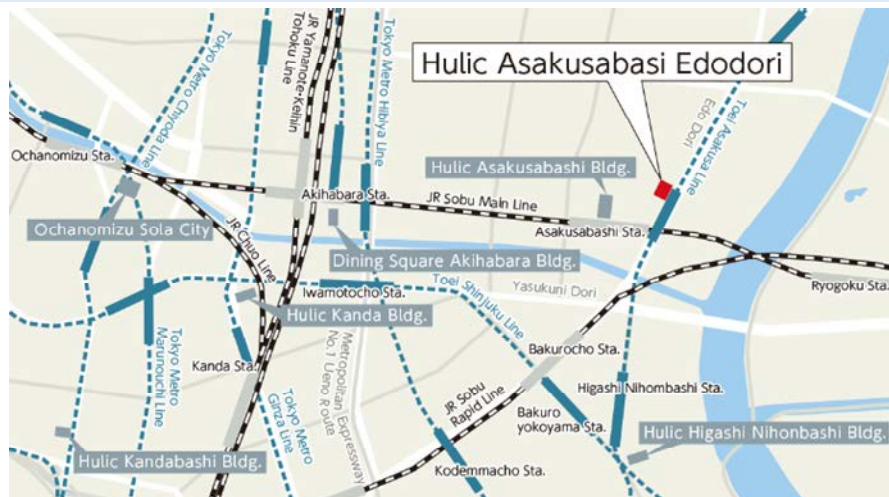 Hulic Asakusabasi Edodori
JR Yamanote·Keihin
Tohoku Line
Tokyo Metro Chiyoda Line
Tokyo Metro Hibiya Line
Edo Dori
Toei Asakusa Line
Hulic Asakusabashi Bldg.
Ochanomizu Sta.
Akihabara Sta.
JR Sobu Main Line
Asakusabashi Sta.
Ochanomizu Sola City
JR Chuo Line
Dining Square Akihabara Bldg.
Ryogoku Sta.
Iwamotocho Sta.
Toei Shinjuku Line
Yasukuni Dori
Hulic Kanda Bldg.
Bakurocho Sta.
Kanda Sta.
Tokyo Metro
Marunouchi Line
Tokyo Metro
Ginza Line
Metropolitan Expressway
No.1 Ueno Route
JR Sobu
Rapid Line
Higashi Nihombashi Sta.
Bakuro
yokoyama Sta.
Hulic Higashi Nihonbashi Bldg.
Hulic Kandabashi Bldg.
Kodemmacho Sta.